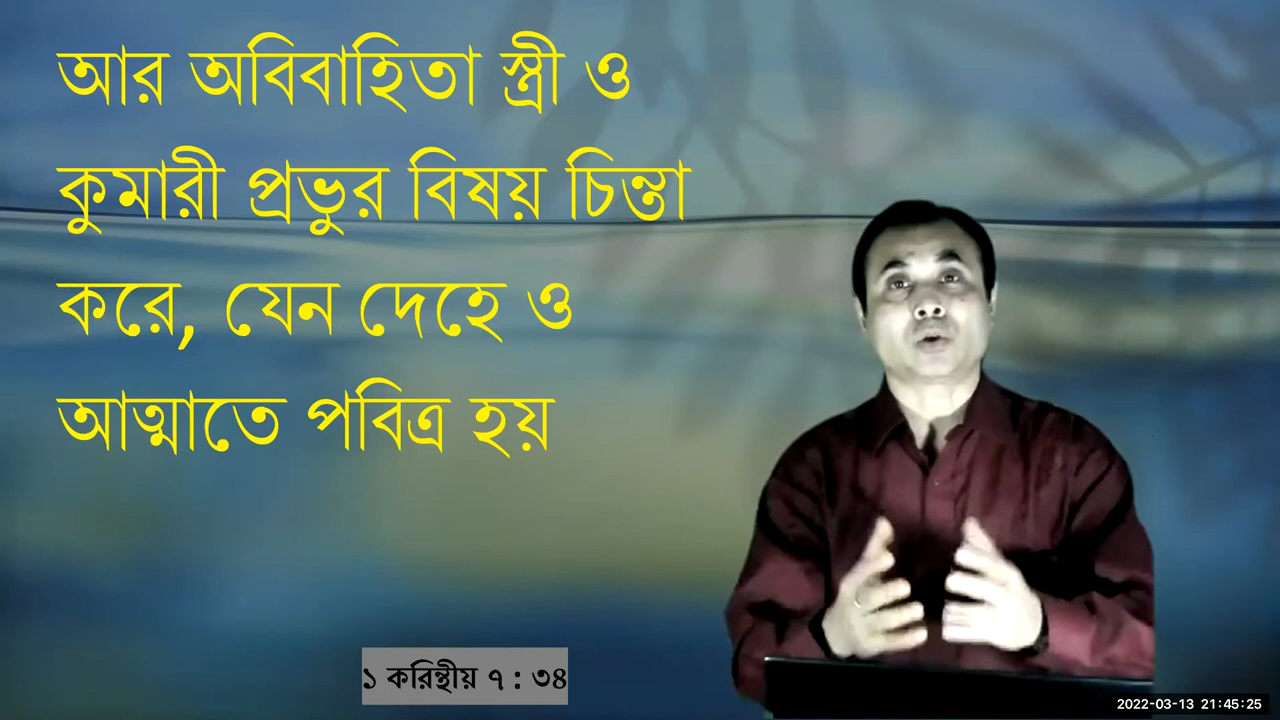 আর অবিবাহিতা স্ত্রী ও
কুমারী প্রভুর বিষয় চিন্তা
করে, যেন দেহে ও
আত্মাতে পবিত্র হয়
১ করিন্থীয় ৭ : ৩৪
2022-03-13 21:45:25